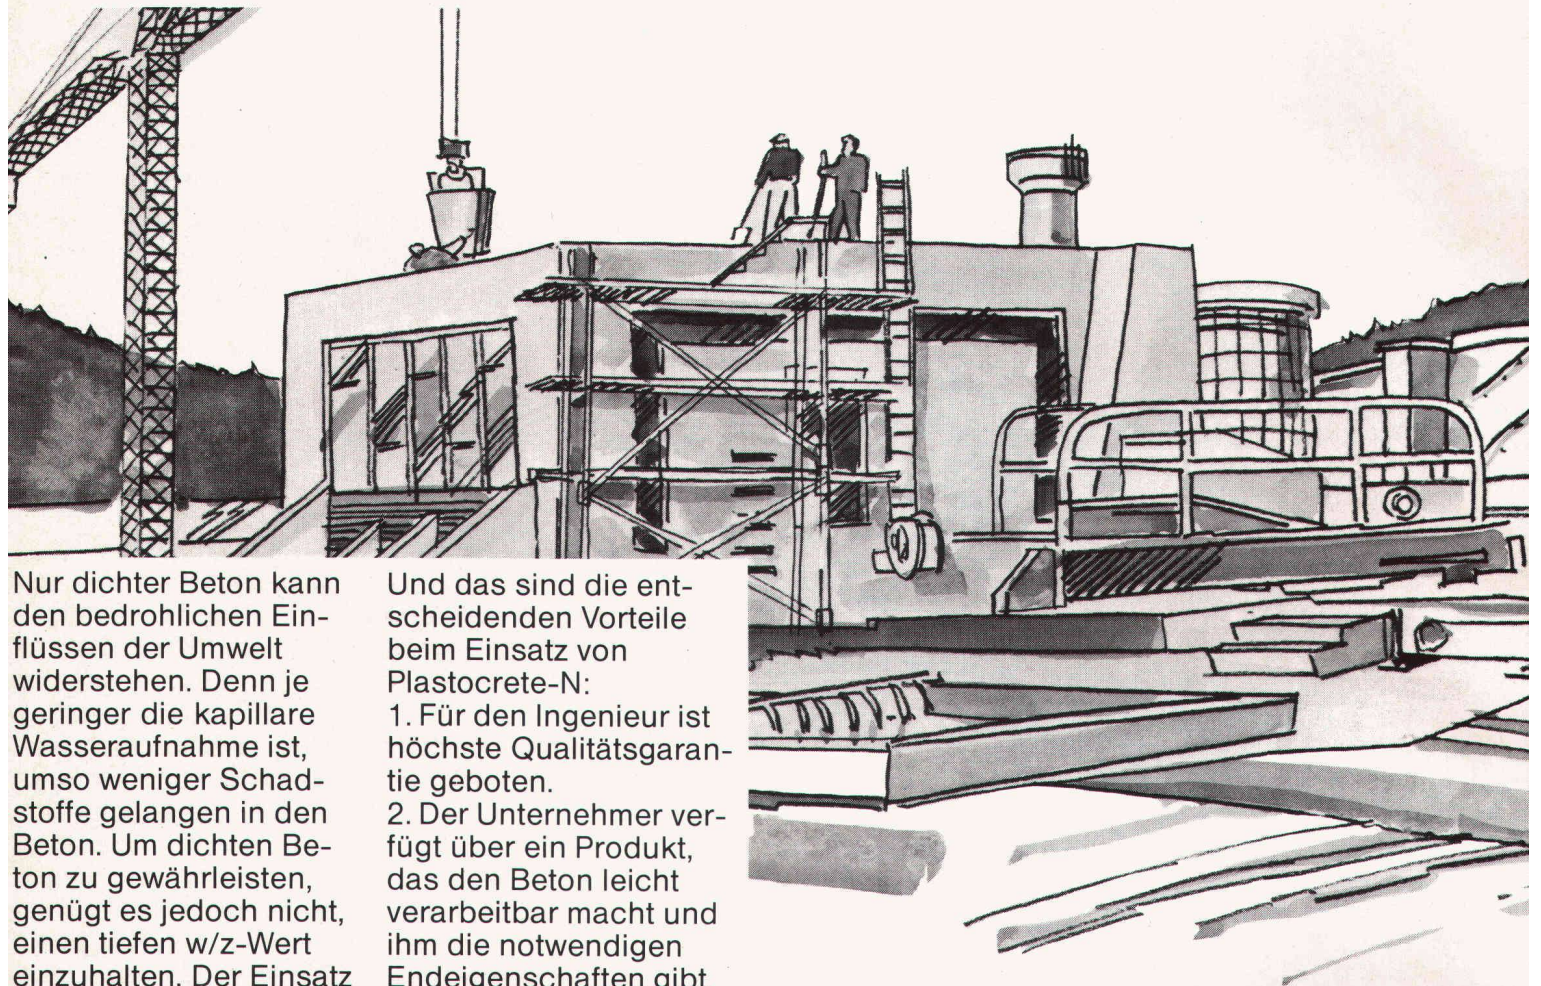 Nur dichter Beton kann
den bedrohlichen Ein-
flüssen der Umwelt
widerstehen. Denn je
geringer die kapillare
Wasseraufnahme ist,
umso weniger Schad-
stoffe gelangen in den
Beton. Um dichten Be-
ton zu gewährleisten,
genügt es jedoch nicht,
einen tiefen w/z-Wert
einzuhalten. Der Einsatz
Und das sind die ent-
scheidenden Vorteile
beim Einsatz von
Plastocrete-N:
1. Für den Ingenieur ist
höchste Qualitätsgaran-
tie geboten.
2. Der Unternehmer ver-
fügt über ein Produkt,
das den Beton leicht
verarbeitbar macht und
ihm die notwendigen
Endeigenschaften gibt